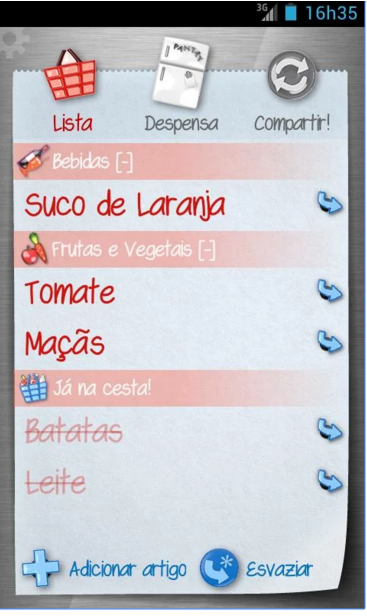 3G 16h35
PANTRY
Lista Despensa Compartir!
Bebidas [-]
Suco de Laranja
Frutas e Vegetais [-]
Tomate
Maçãs
Já na cesta!
Batatas
Leite
Adicionar artigo Esvaziar